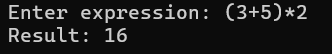 Enter expression: (3+5)*2
Result: 16